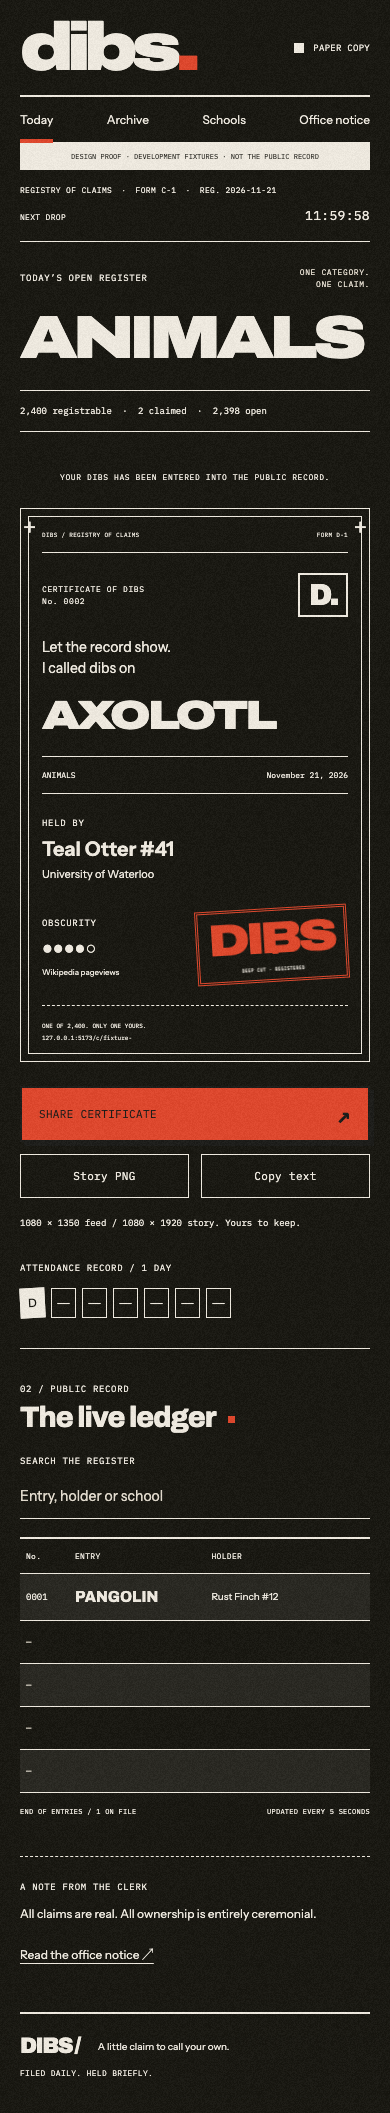 dibs.
PAPER COPY
Today Archive Schools Office notice
DESIGN PROOF · DEVELOPMENT FIXTURES · NOT THE PUBLIC RECORD
REGISTRY OF CLAIMS · FORM C-1 · REG. 2026-11-21
NEXT DROP 11:59:58
TODAY'S OPEN REGISTER
ONE CATEGORY.
ONE CLAIM.
ANIMALS
2,400 registrable · 2 claimed · 2,398 open
YOUR DIBS HAS BEEN ENTERED INTO THE PUBLIC RECORD.
DIBS / REGISTRY OF CLAIMS FORM D-1
CERTIFICATE OF DIBS
No. 0002
D.
Let the record show.
I called dibs on
AXOLOTL
ANIMALS November 21, 2026
HELD BY
Teal Otter #41
University of Waterloo
OBSCURITY
Wikipedia pageviews
DIBS
DEEP CUT · REGISTERED
ONE OF 2,400. ONLY ONE YOURS.
127.0.0.1:5173/c/fixture-
SHARE CERTIFICATE ↗
Story PNG Copy text
1080 × 1350 feed / 1080 × 1920 story. Yours to keep.
ATTENDANCE RECORD / 1 DAY
D — — — — — —
02 / PUBLIC RECORD
The live ledger
SEARCH THE REGISTER
Entry, holder or school
No. ENTRY HOLDER
0001 PANGOLIN Rust Finch #12
—
—
—
—
END OF ENTRIES / 1 ON FILE UPDATED EVERY 5 SECONDS
A NOTE FROM THE CLERK
All claims are real. All ownership is entirely ceremonial.
Read the office notice ↗
DIBS/ A little claim to call your own.
FILED DAILY. HELD BRIEFLY.